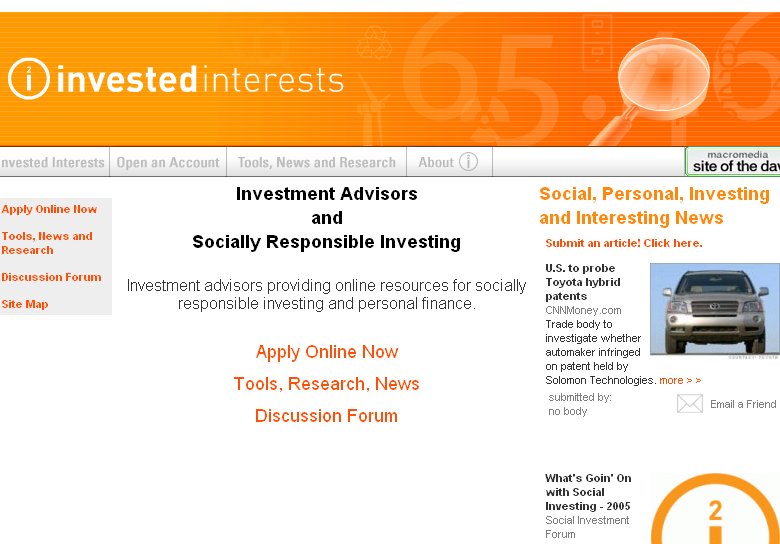 investedinterests
nvested Interests
Open an Account
Tools, News and Research
About i
macromedia
site of the day
Apply Online Now
Tools, News and
Research
Discussion Forum
Site Map
Investment Advisors
and
Socially Responsible Investing
Investment advisors providing online resources for socially
responsible investing and personal finance.
Apply Online Now
Tools, Research, News
Discussion Forum
Social, Personal, Investing
and Interesting News
Submit an article! Click here.
U.S. to probe
Toyota hybrid
patents
CNNMoney.com
Trade body to
investigate whether
automaker infringed
on patent held by
Solomon Technologies. more > >
submitted by:
no body
Email a Friend
What's Goin' On
with Social
Investing - 2005
Social Investment
Forum
2